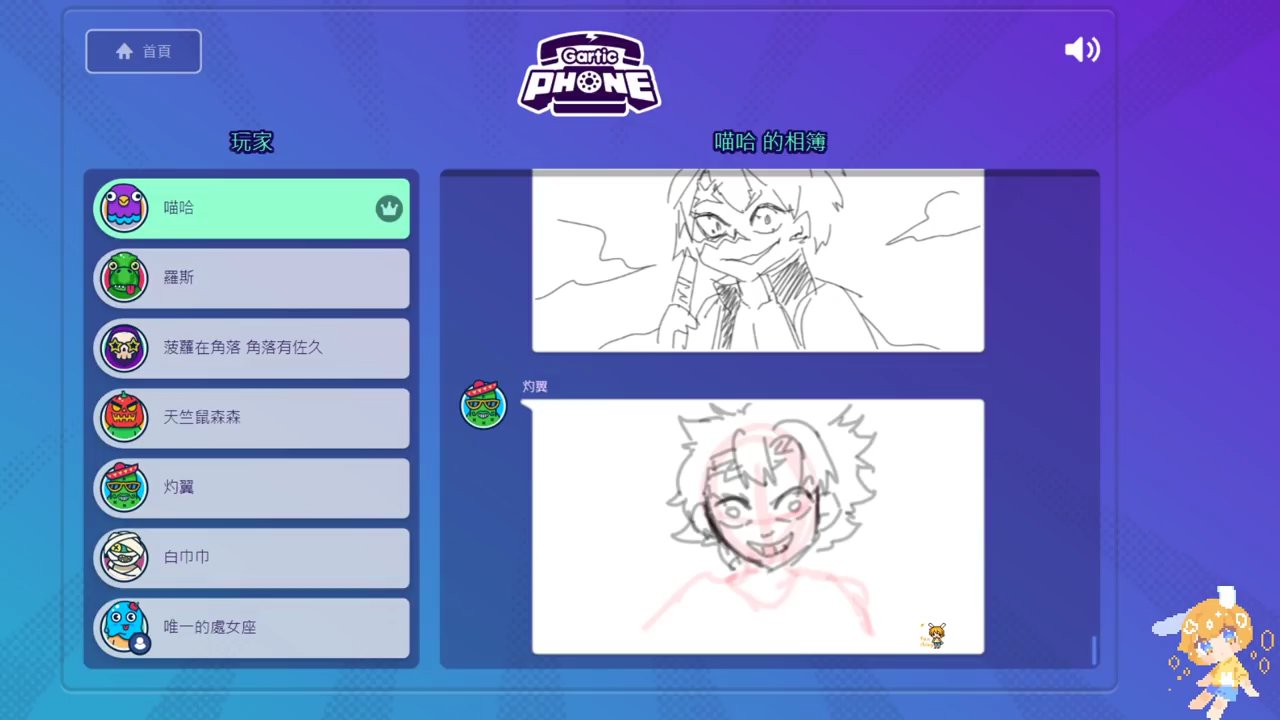 首頁
Gartic
PHONE
玩家
喵哈 的相簿
喵哈
羅斯
菠蘿在角落 角落有佐久
天竺鼠森森
灼翼
白巾巾
唯一的處女座
灼翼